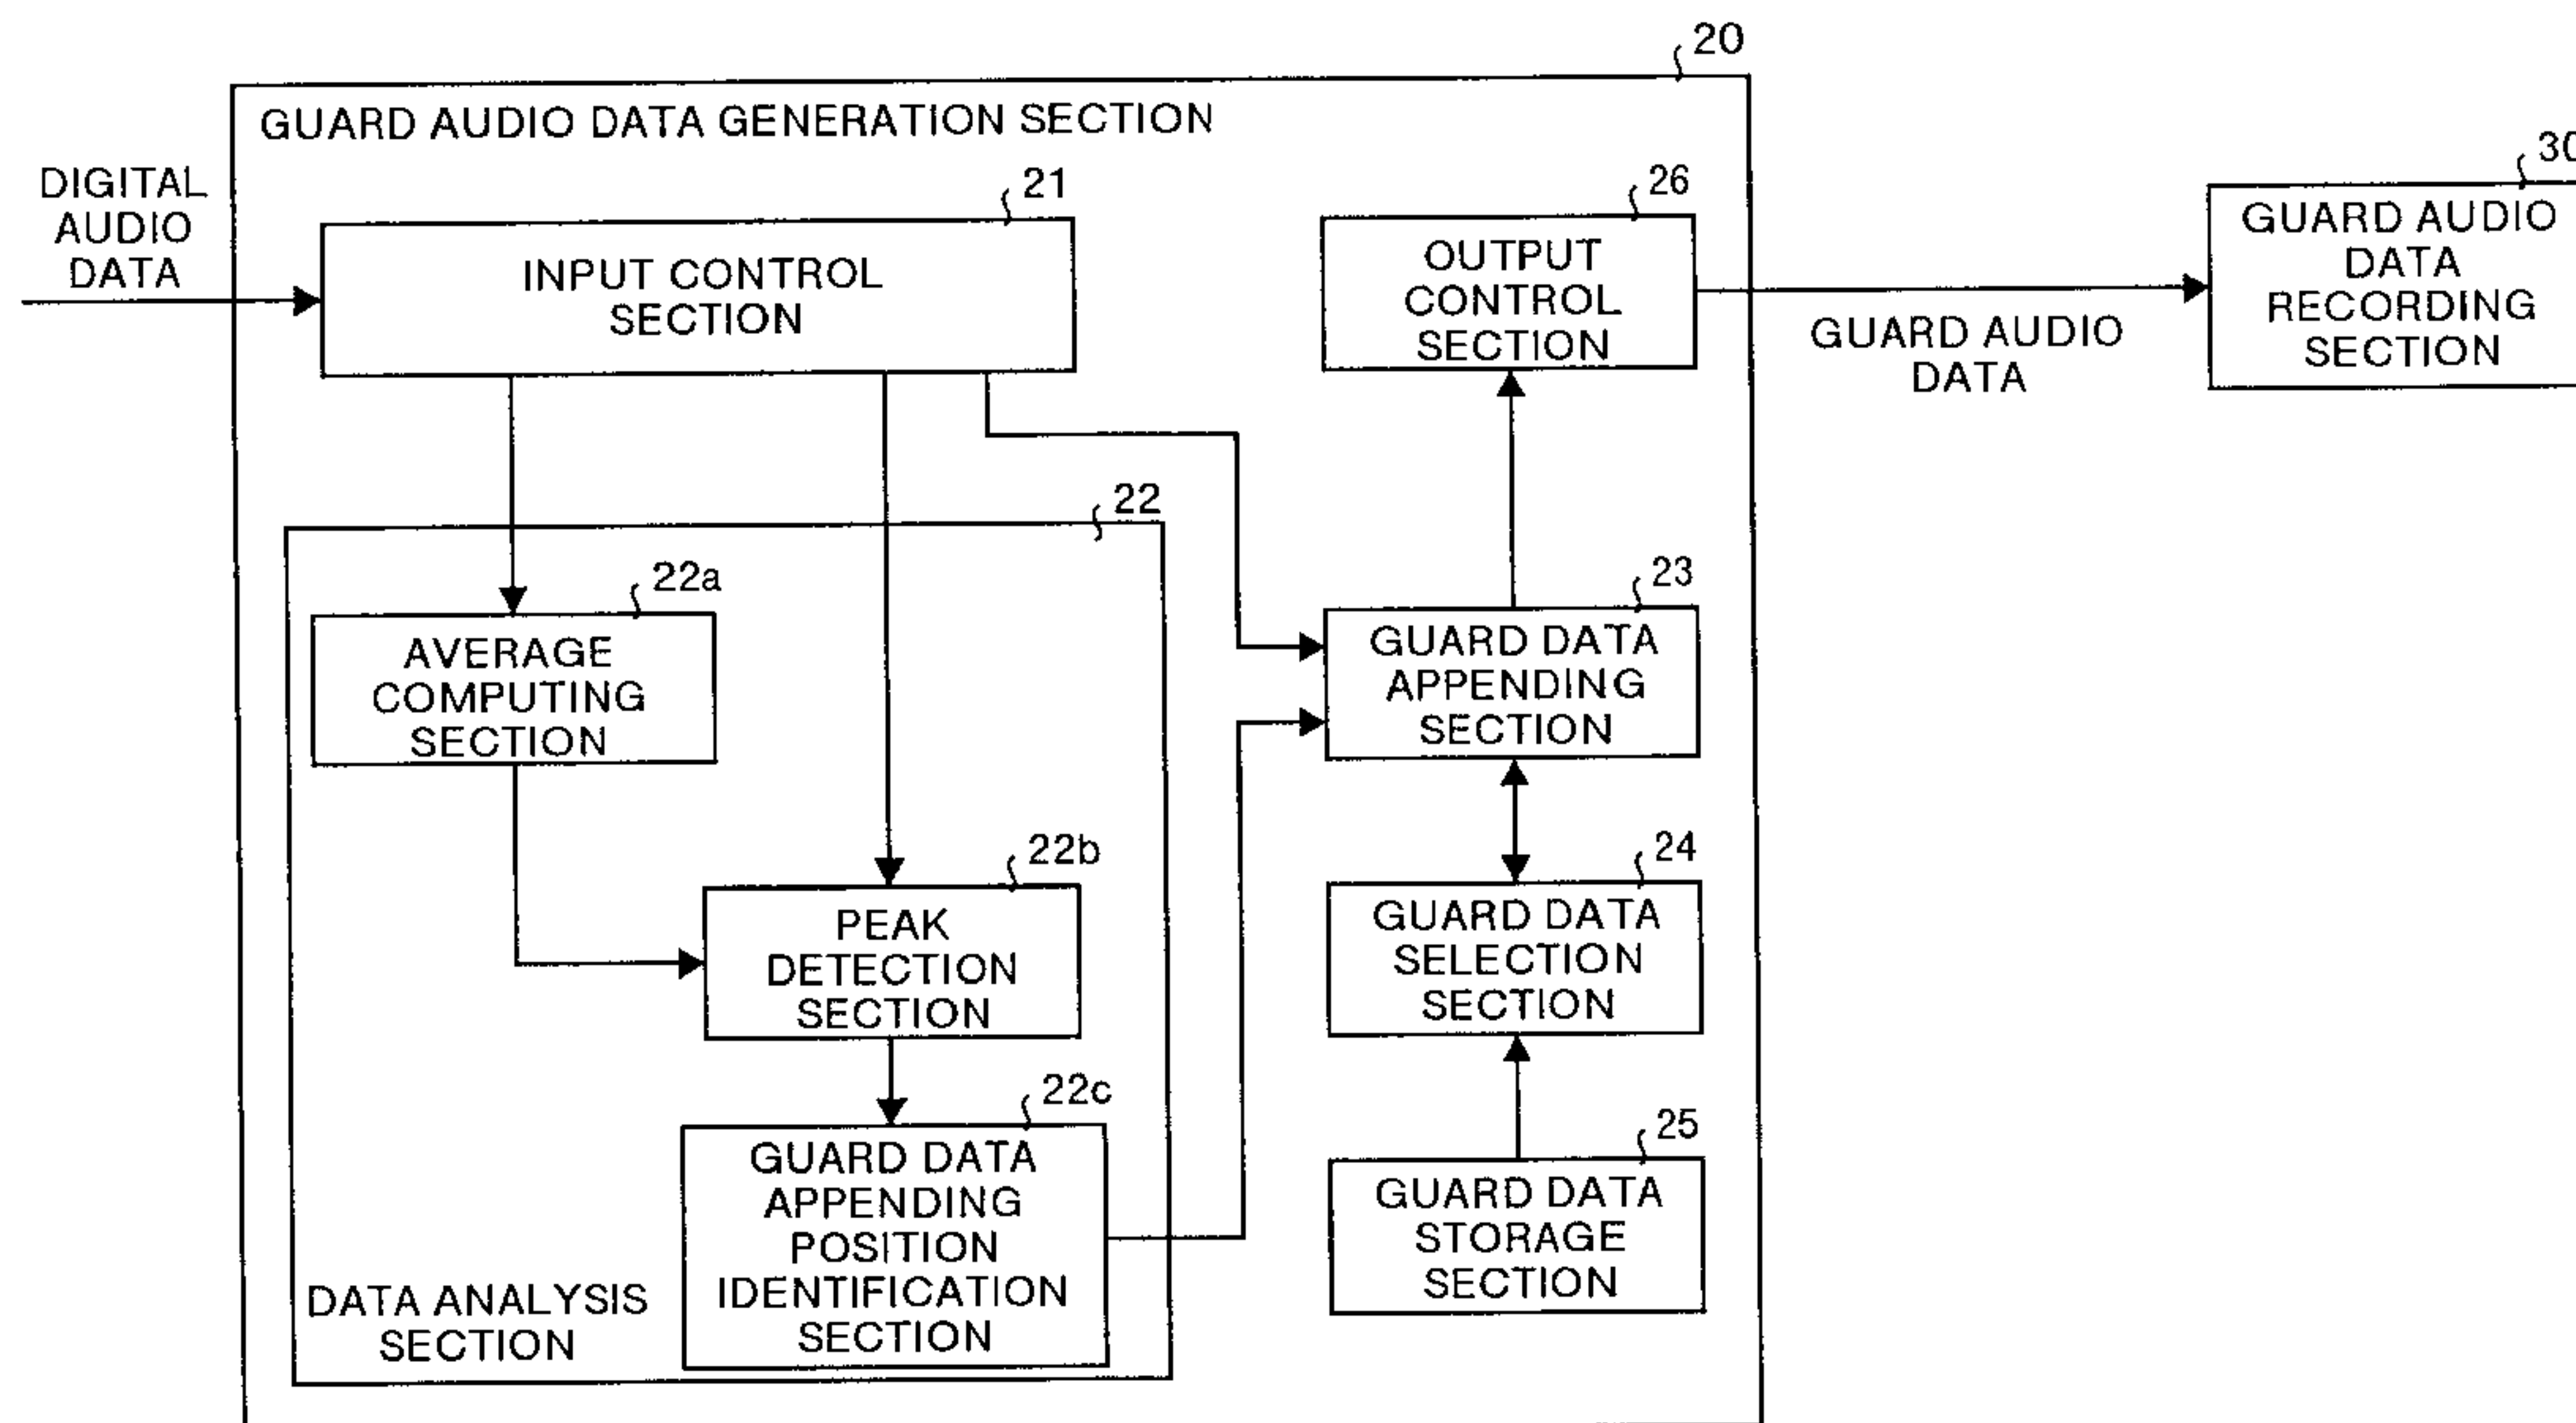 20
GUARD AUDIO DATA GENERATION SECTION
DIGITAL
AUDIO
DATA
21
INPUT CONTROL
SECTION
26
OUTPUT
CONTROL
SECTION
GUARD AUDIO
DATA
30
GUARD AUDIO
DATA
RECORDING
SECTION
22
22a
AVERAGE
COMPUTING
SECTION
23
GUARD DATA
APPENDING
SECTION
22b
PEAK
DETECTION
SECTION
24
GUARD DATA
SELECTION
SECTION
22c
GUARD DATA
APPENDING
POSITION
IDENTIFICATION
SECTION
25
GUARD DATA
STORAGE
SECTION
DATA ANALYSIS
SECTION